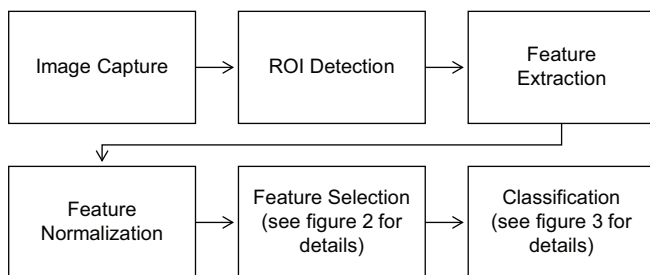 Image Capture
ROI Detection
Feature
Extraction
Feature
Normalization
Feature Selection
(see figure 2 for
details)
Classification
(see figure 3 for
details)